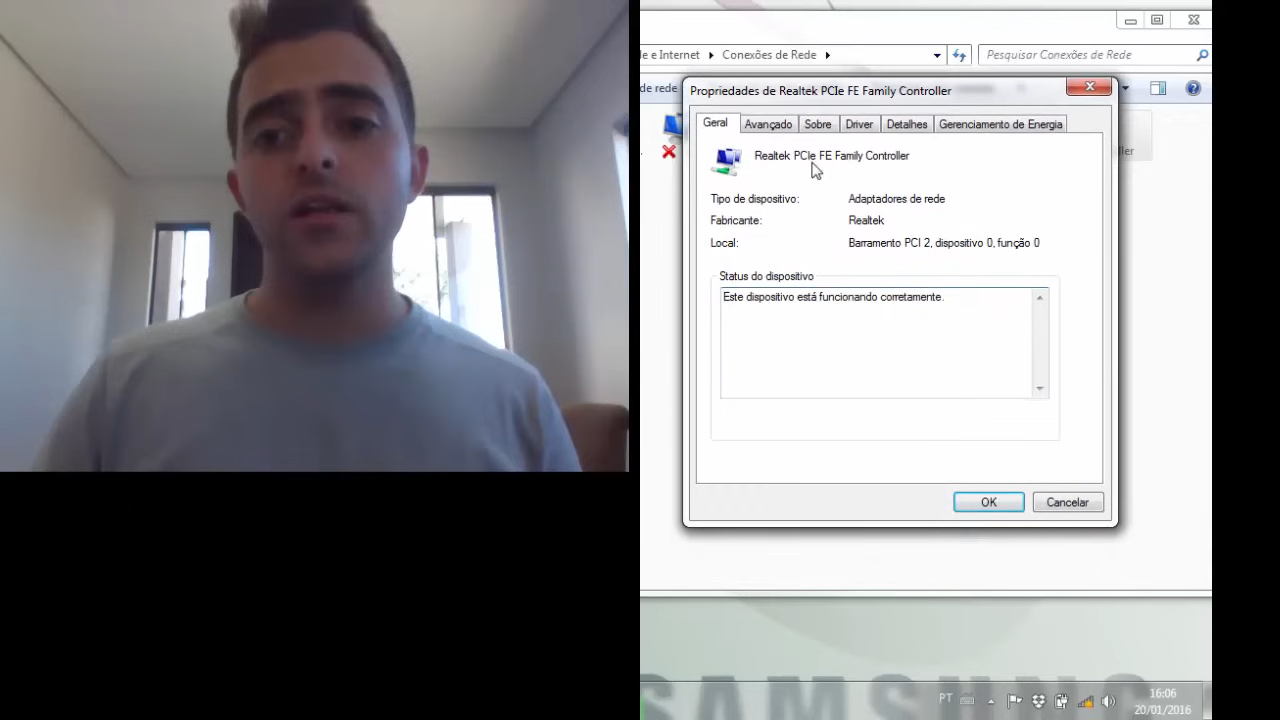 de e Internet ▸ Conexões de Rede ▸
Pesquisar Conexões de Rede
de rede
Propriedades de Realtek PCIe FE Family Controller
Geral Avançado Sobre Driver Detalhes Gerenciamento de Energia
ller
Realtek PCIe FE Family Controller
Tipo de dispositivo: Adaptadores de rede
Fabricante: Realtek
Local: Barramento PCI 2, dispositivo 0, função 0
Status do dispositivo
Este dispositivo está funcionando corretamente.
OK Cancelar
SAMSUNG
PT
16:06
20/01/2016